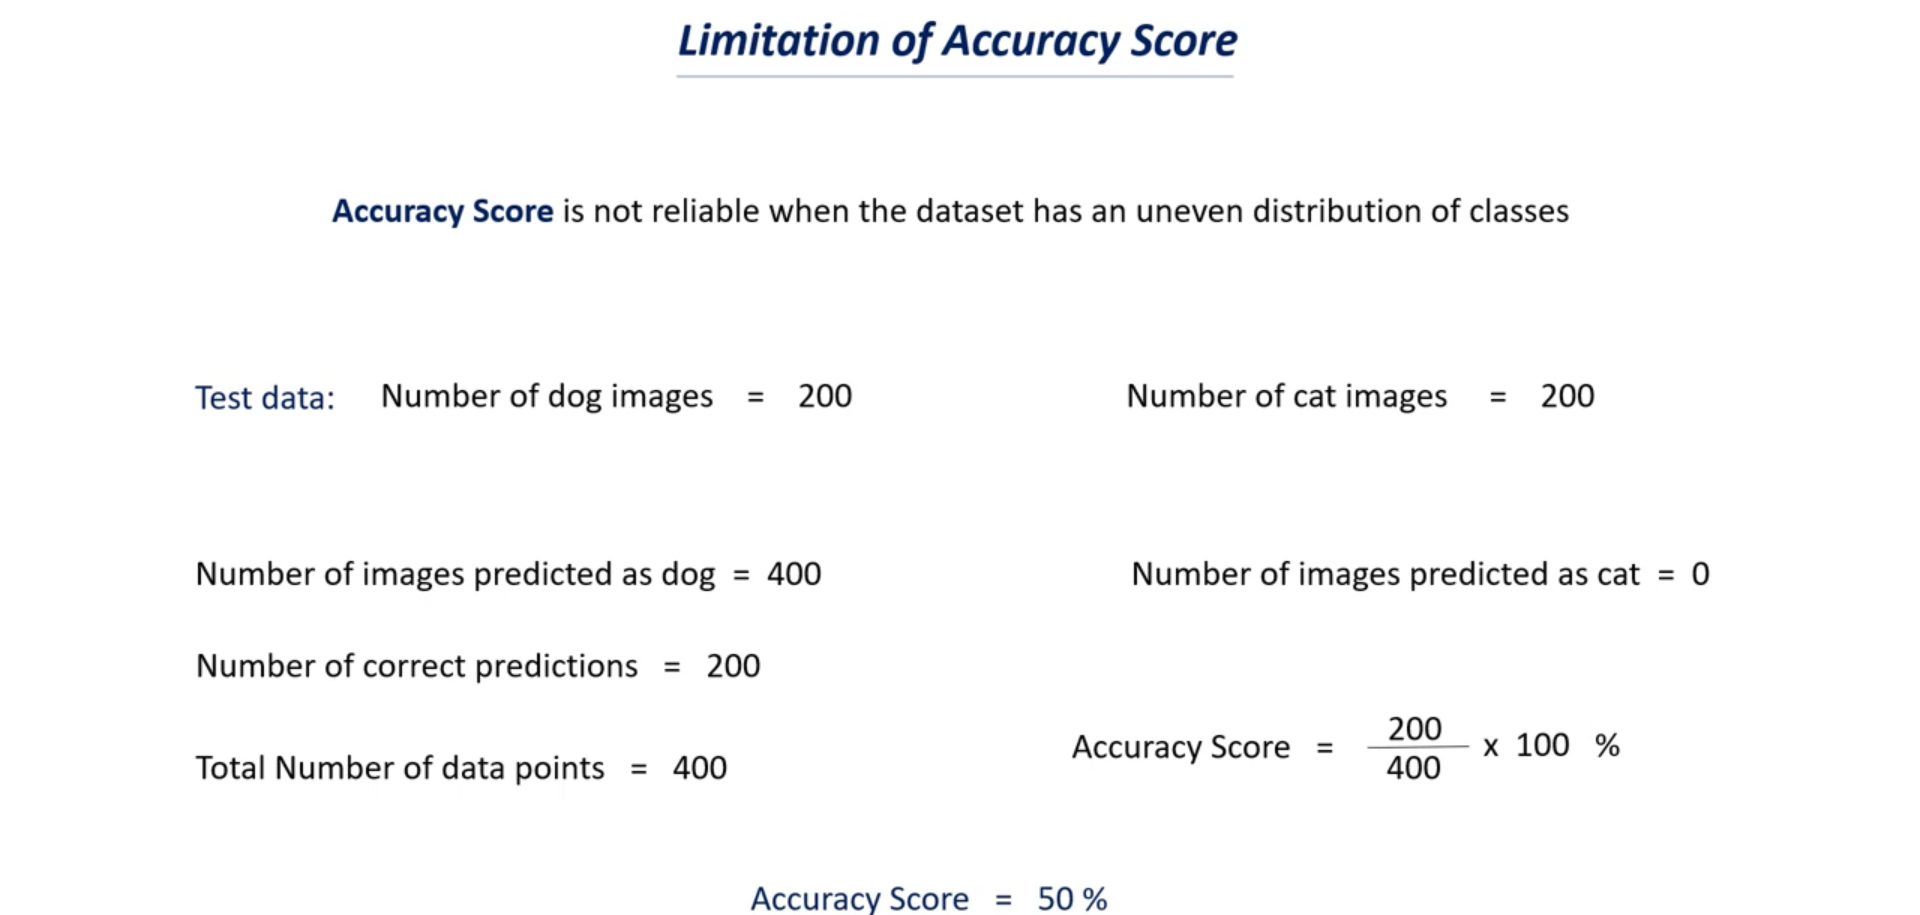 Limitation of Accuracy Score
Accuracy Score is not reliable when the dataset has an uneven distribution of classes
Test data: Number of dog images = 200 Number of cat images = 200
Number of images predicted as dog = 400 Number of images predicted as cat = 0
Number of correct predictions = 200
Total Number of data points = 400
Accuracy Score = 200/400 x 100 %
Accuracy Score = 50 %